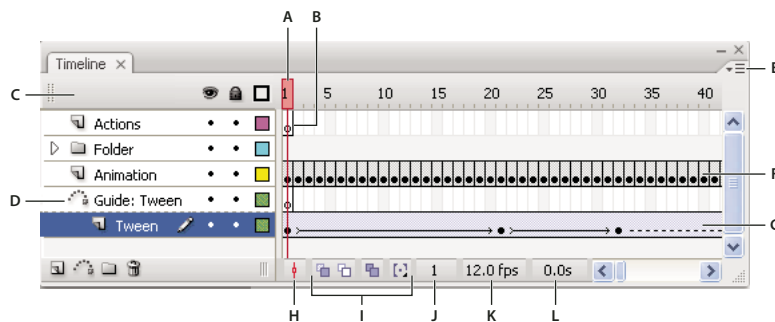 A B
Timeline ×
E
C
1 5 10 15 20 25 30 35 40
Actions
Folder
Animation
F
D
Guide: Tween
Tween
G
1 12.0 fps 0.0s
H I J K L